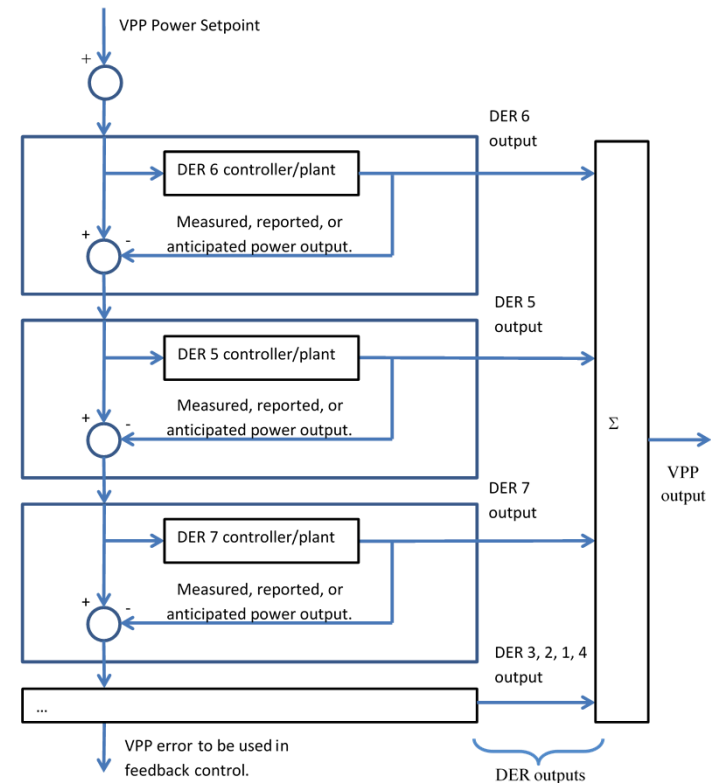 VPP Power Setpoint
+
DER 6
output
DER 6 controller/plant
Measured, reported, or
anticipated power output.
+
-
DER 5
output
DER 5 controller/plant
Measured, reported, or
anticipated power output.
+
-
Σ
VPP
output
DER 7
output
DER 7 controller/plant
Measured, reported, or
anticipated power output.
+
-
DER 3, 2, 1, 4
output
...
VPP error to be used in
feedback control.
DER outputs